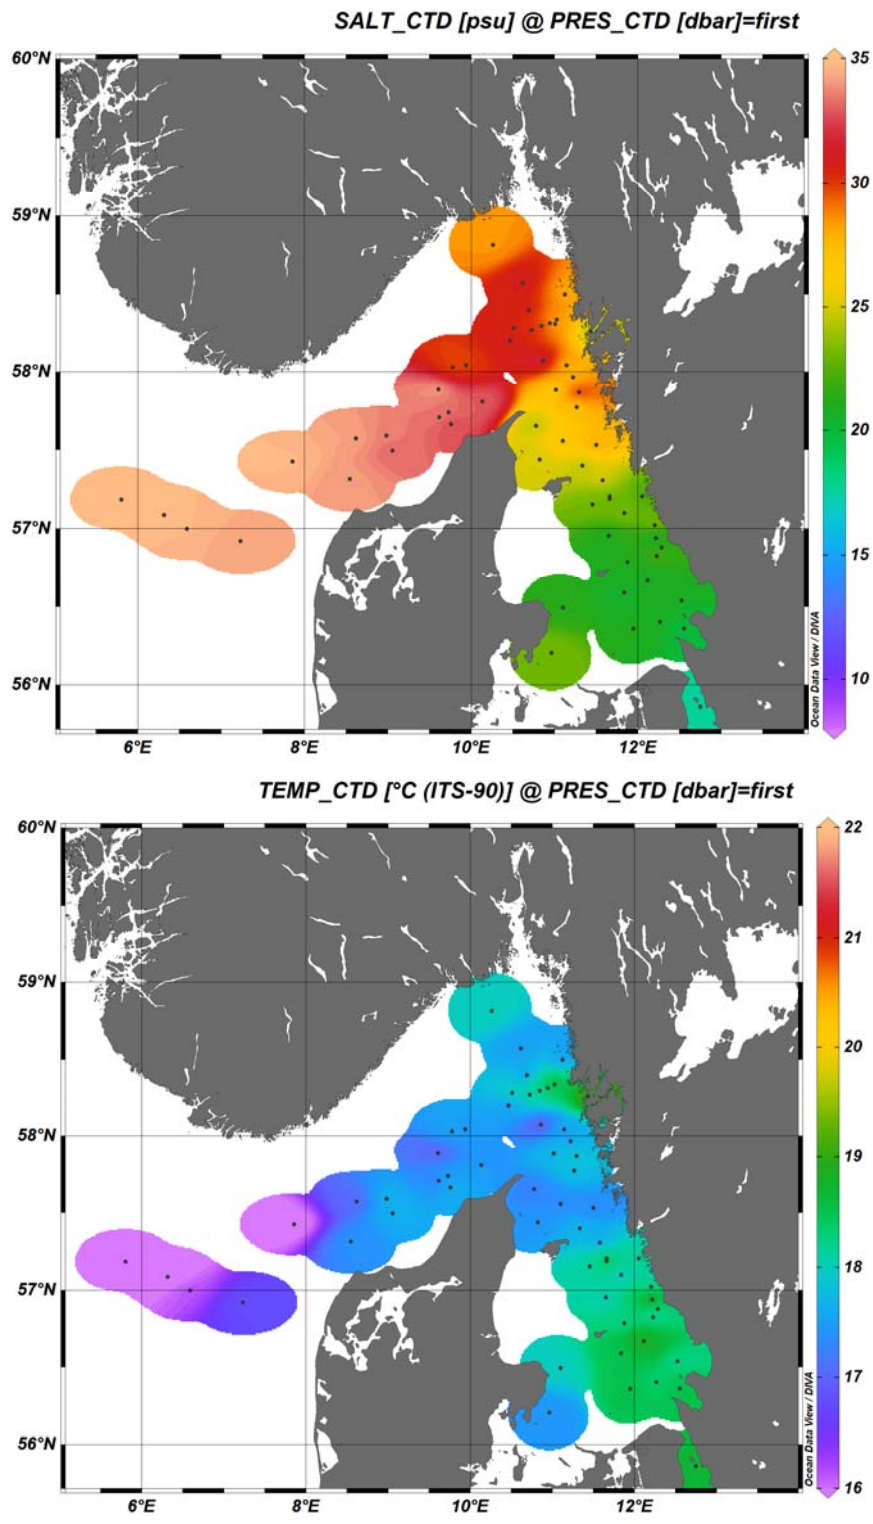 SALT_CTD [psu] @ PRES_CTD [dbar]=first
60°N
59°N
58°N
57°N
56°N
6°E
8°E
10°E
12°E
35
30
25
20
15
10
Ocean Data View / DIVA
TEMP_CTD [°C (ITS-90)] @ PRES_CTD [dbar]=first
60°N
59°N
58°N
57°N
56°N
6°E
8°E
10°E
12°E
22
21
20
19
18
17
16
Ocean Data View / DIVA